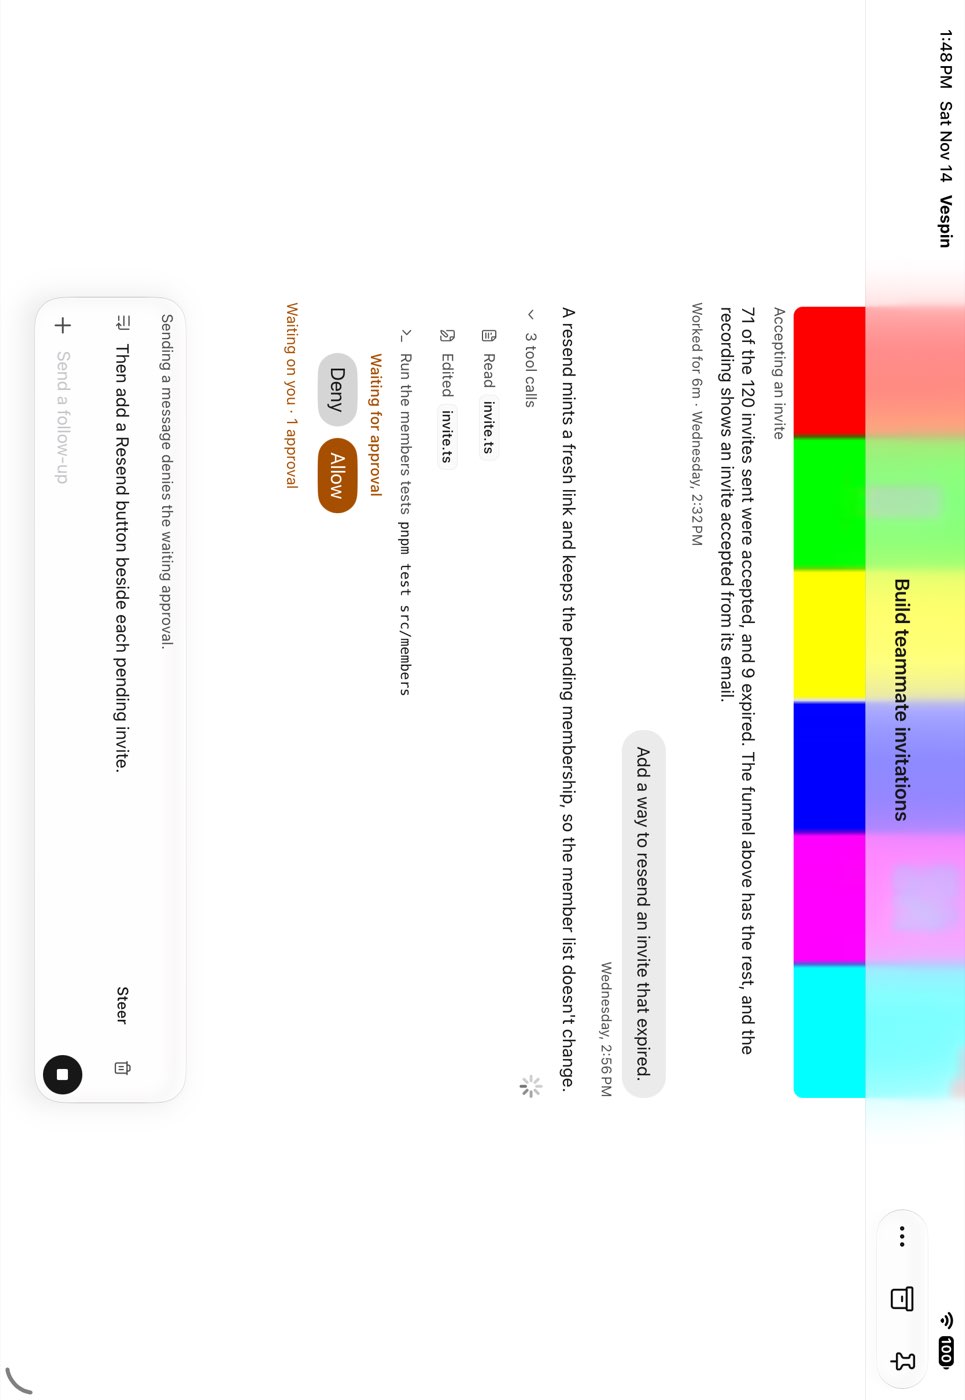 1:48 PM Sat Nov 14 Vespin
100
Build teammate invitations
Accepting an invite
71 of the 120 invites sent were accepted, and 9 expired. The funnel above has the rest, and the
recording shows an invite accepted from its email.
Worked for 6m · Wednesday, 2:32 PM
Add a way to resend an invite that expired.
Wednesday, 2:56 PM
A resend mints a fresh link and keeps the pending membership, so the member list doesn't change.
3 tool calls
Read invite.ts
Edited invite.ts
Run the members tests pnpm test src/members
Waiting for approval
Deny Allow
Waiting on you · 1 approval
Sending a message denies the waiting approval.
Then add a Resend button beside each pending invite. Steer
Send a follow-up